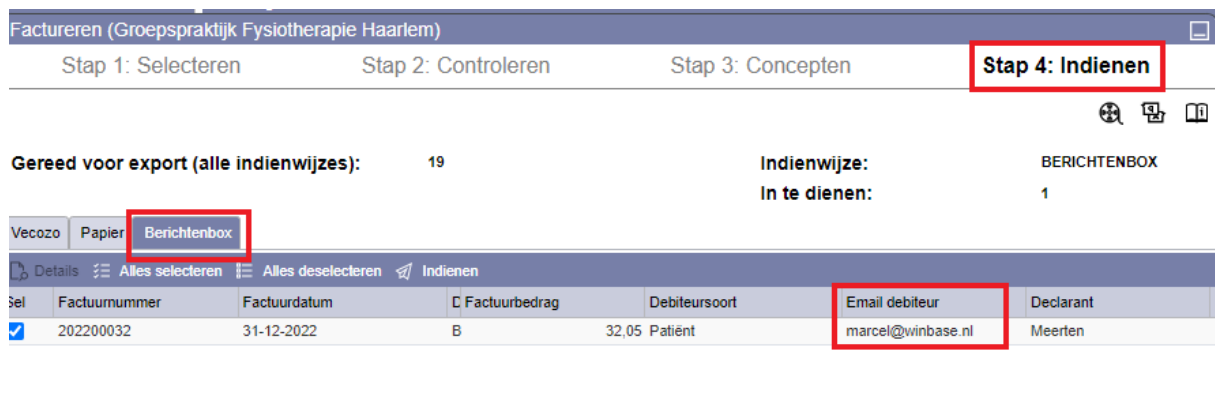 Factureren (Groepspraktijk Fysiotherapie Haarlem)
Stap 1: Selecteren Stap 2: Controleren Stap 3: Concepten Stap 4: Indienen
Gereed voor export (alle indienwijzes): 19 Indienwijze: BERICHTENBOX
In te dienen: 1
Vecozo Papier Berichtenbox
Details Alles selecteren Alles deselecteren Indienen
Sel Factuurnummer Factuurdatum D Factuurbedrag Debiteursoort Email debiteur Declarant
202200032 31-12-2022 B 32,05 Patiënt marcel@winbase.nl Meerten